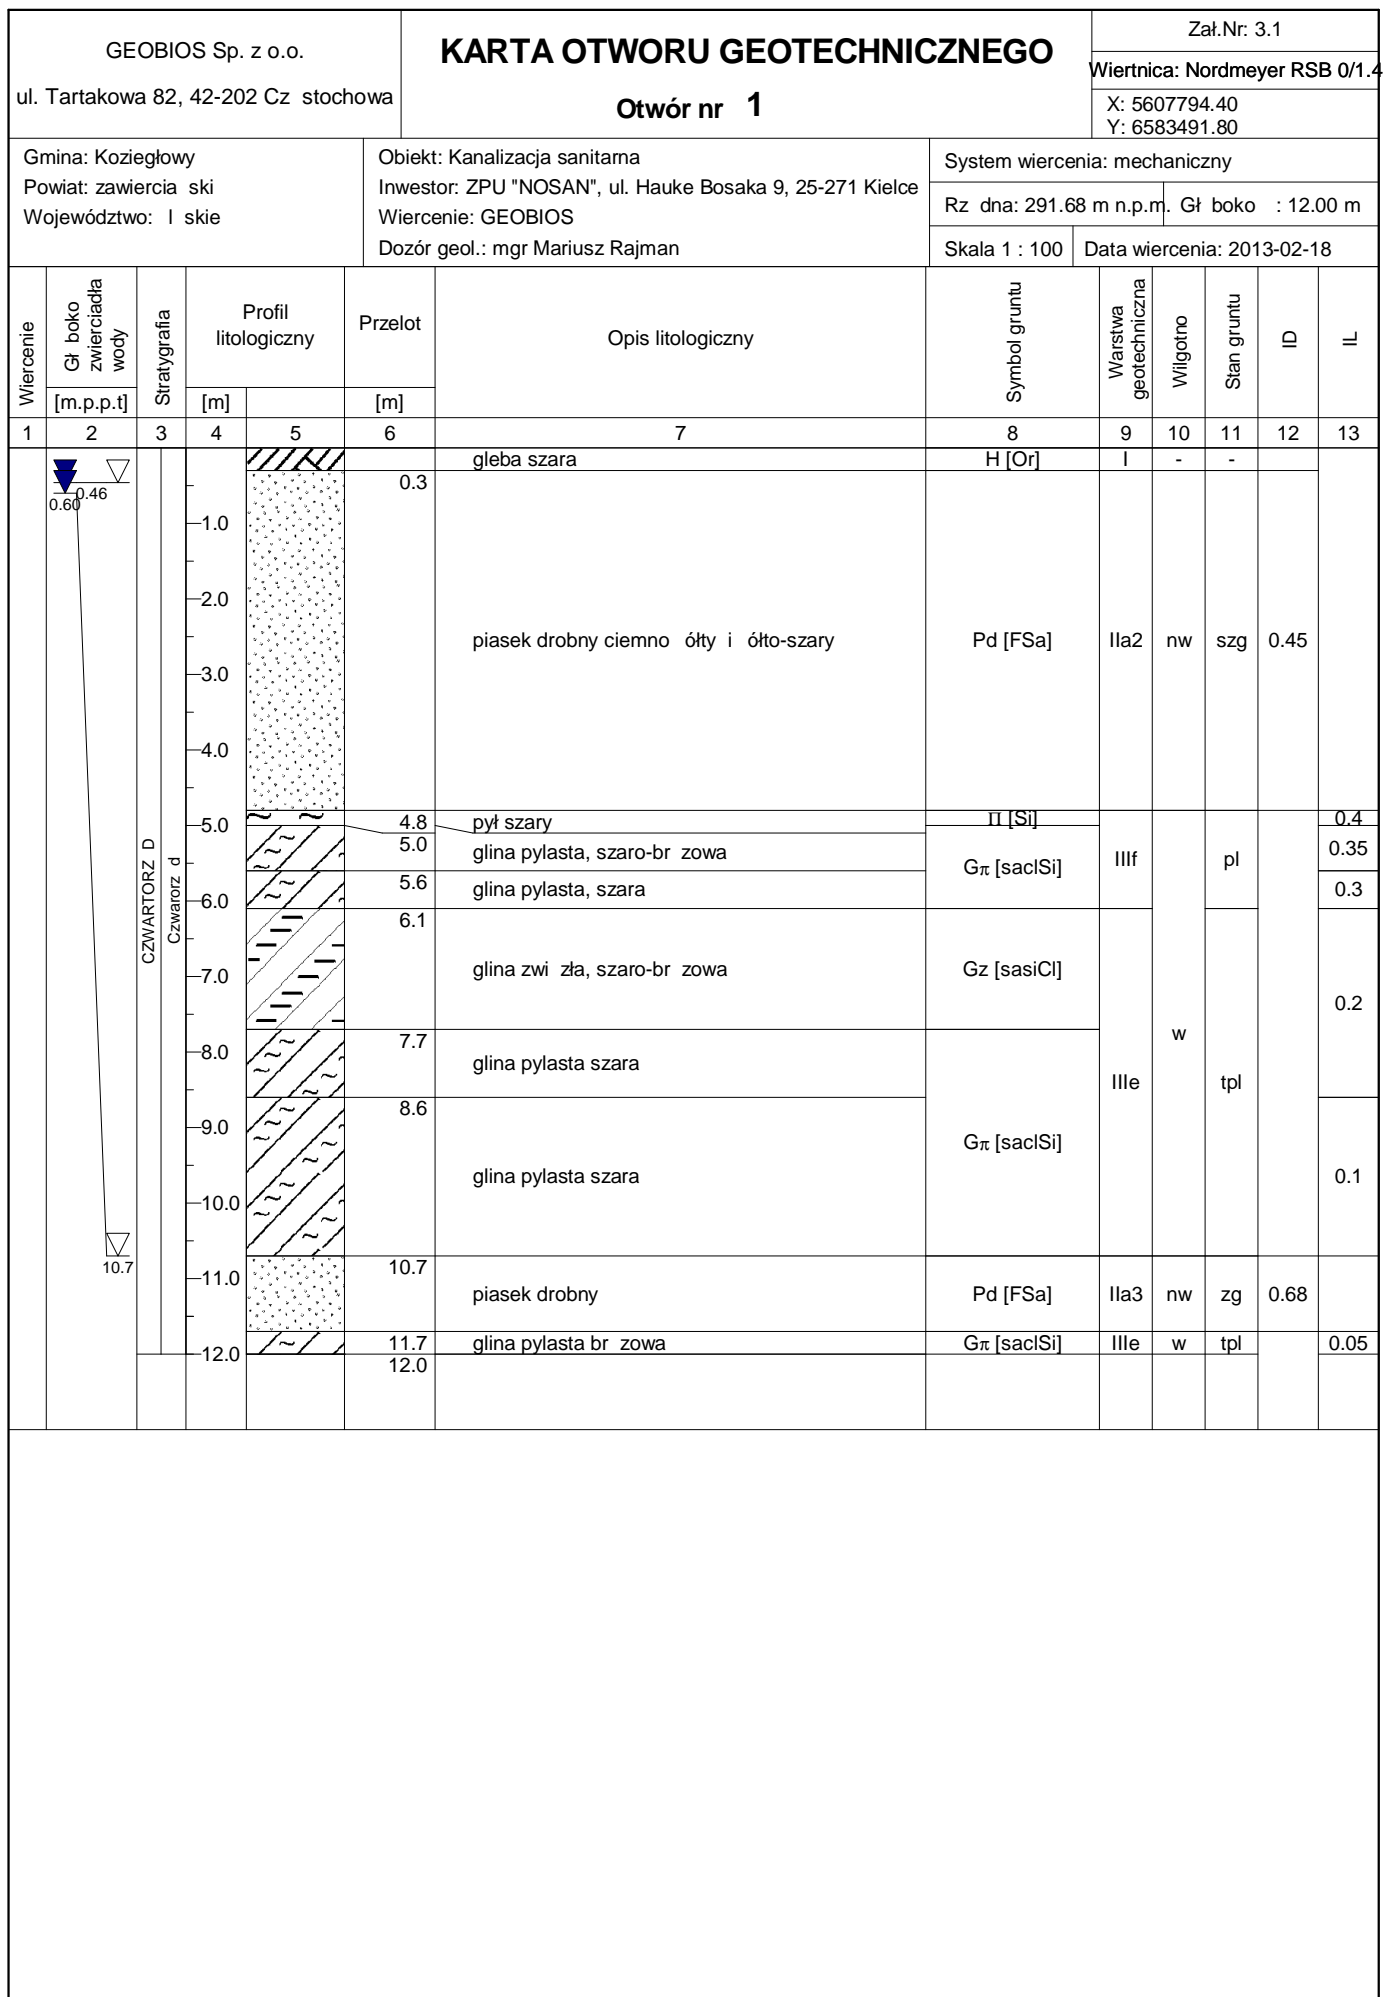 GEOBIOS Sp. z o.o.
ul. Tartakowa 82, 42-202 Cz stochowa
KARTA OTWORU GEOTECHNICZNEGO
Otwór nr 1
Zał.Nr: 3.1
Wiertnica: Nordmeyer RSB 0/1.4
X: 5607794.40
Y: 6583491.80
Gmina: Koziegłowy
Powiat: zawiercia ski
Województwo: l skie
Obiekt: Kanalizacja sanitarna
Inwestor: ZPU "NOSAN", ul. Hauke Bosaka 9, 25-271 Kielce
Wiercenie: GEOBIOS
Dozór geol.: mgr Mariusz Rajman
System wiercenia: mechaniczny
Rz dna: 291.68 m n.p.m. Gł boko : 12.00 m
Skala 1 : 100 Data wiercenia: 2013-02-18
Wiercenie
Gł boko zwierciadła wody
[m.p.p.t]
Stratygrafia
Profil litologiczny
[m]
Przelot
[m]
Opis litologiczny
Symbol gruntu
Warstwa geotechniczna
Wilgotno
Stan gruntu
ID
IL
1 2 3 4 5 6 7 8 9 10 11 12 13
gleba szara H [Or] I - -
0.3
0.46
0.60
1.0
2.0
piasek drobny ciemno ółty i ółto-szary Pd [FSa] IIa2 nw szg 0.45
3.0
4.0
4.8 pył szary Π [Si] 0.4
5.0
5.0 glina pylasta, szaro-br zowa Gπ [saclSi] IIIf pl 0.35
5.6 glina pylasta, szara 0.3
6.0
CZWARTORZ D
Czwarorz d
6.1 glina zwi zła, szaro-br zowa Gz [sasiCl] 0.2
7.0
7.7 glina pylasta szara w
8.0
IIIe tpl
8.6 glina pylasta szara Gπ [saclSi] 0.1
9.0
10.0
10.7
10.7 piasek drobny Pd [FSa] IIa3 nw zg 0.68
11.0
11.7 glina pylasta br zowa Gπ [saclSi] IIIe w tpl 0.05
12.0
12.0